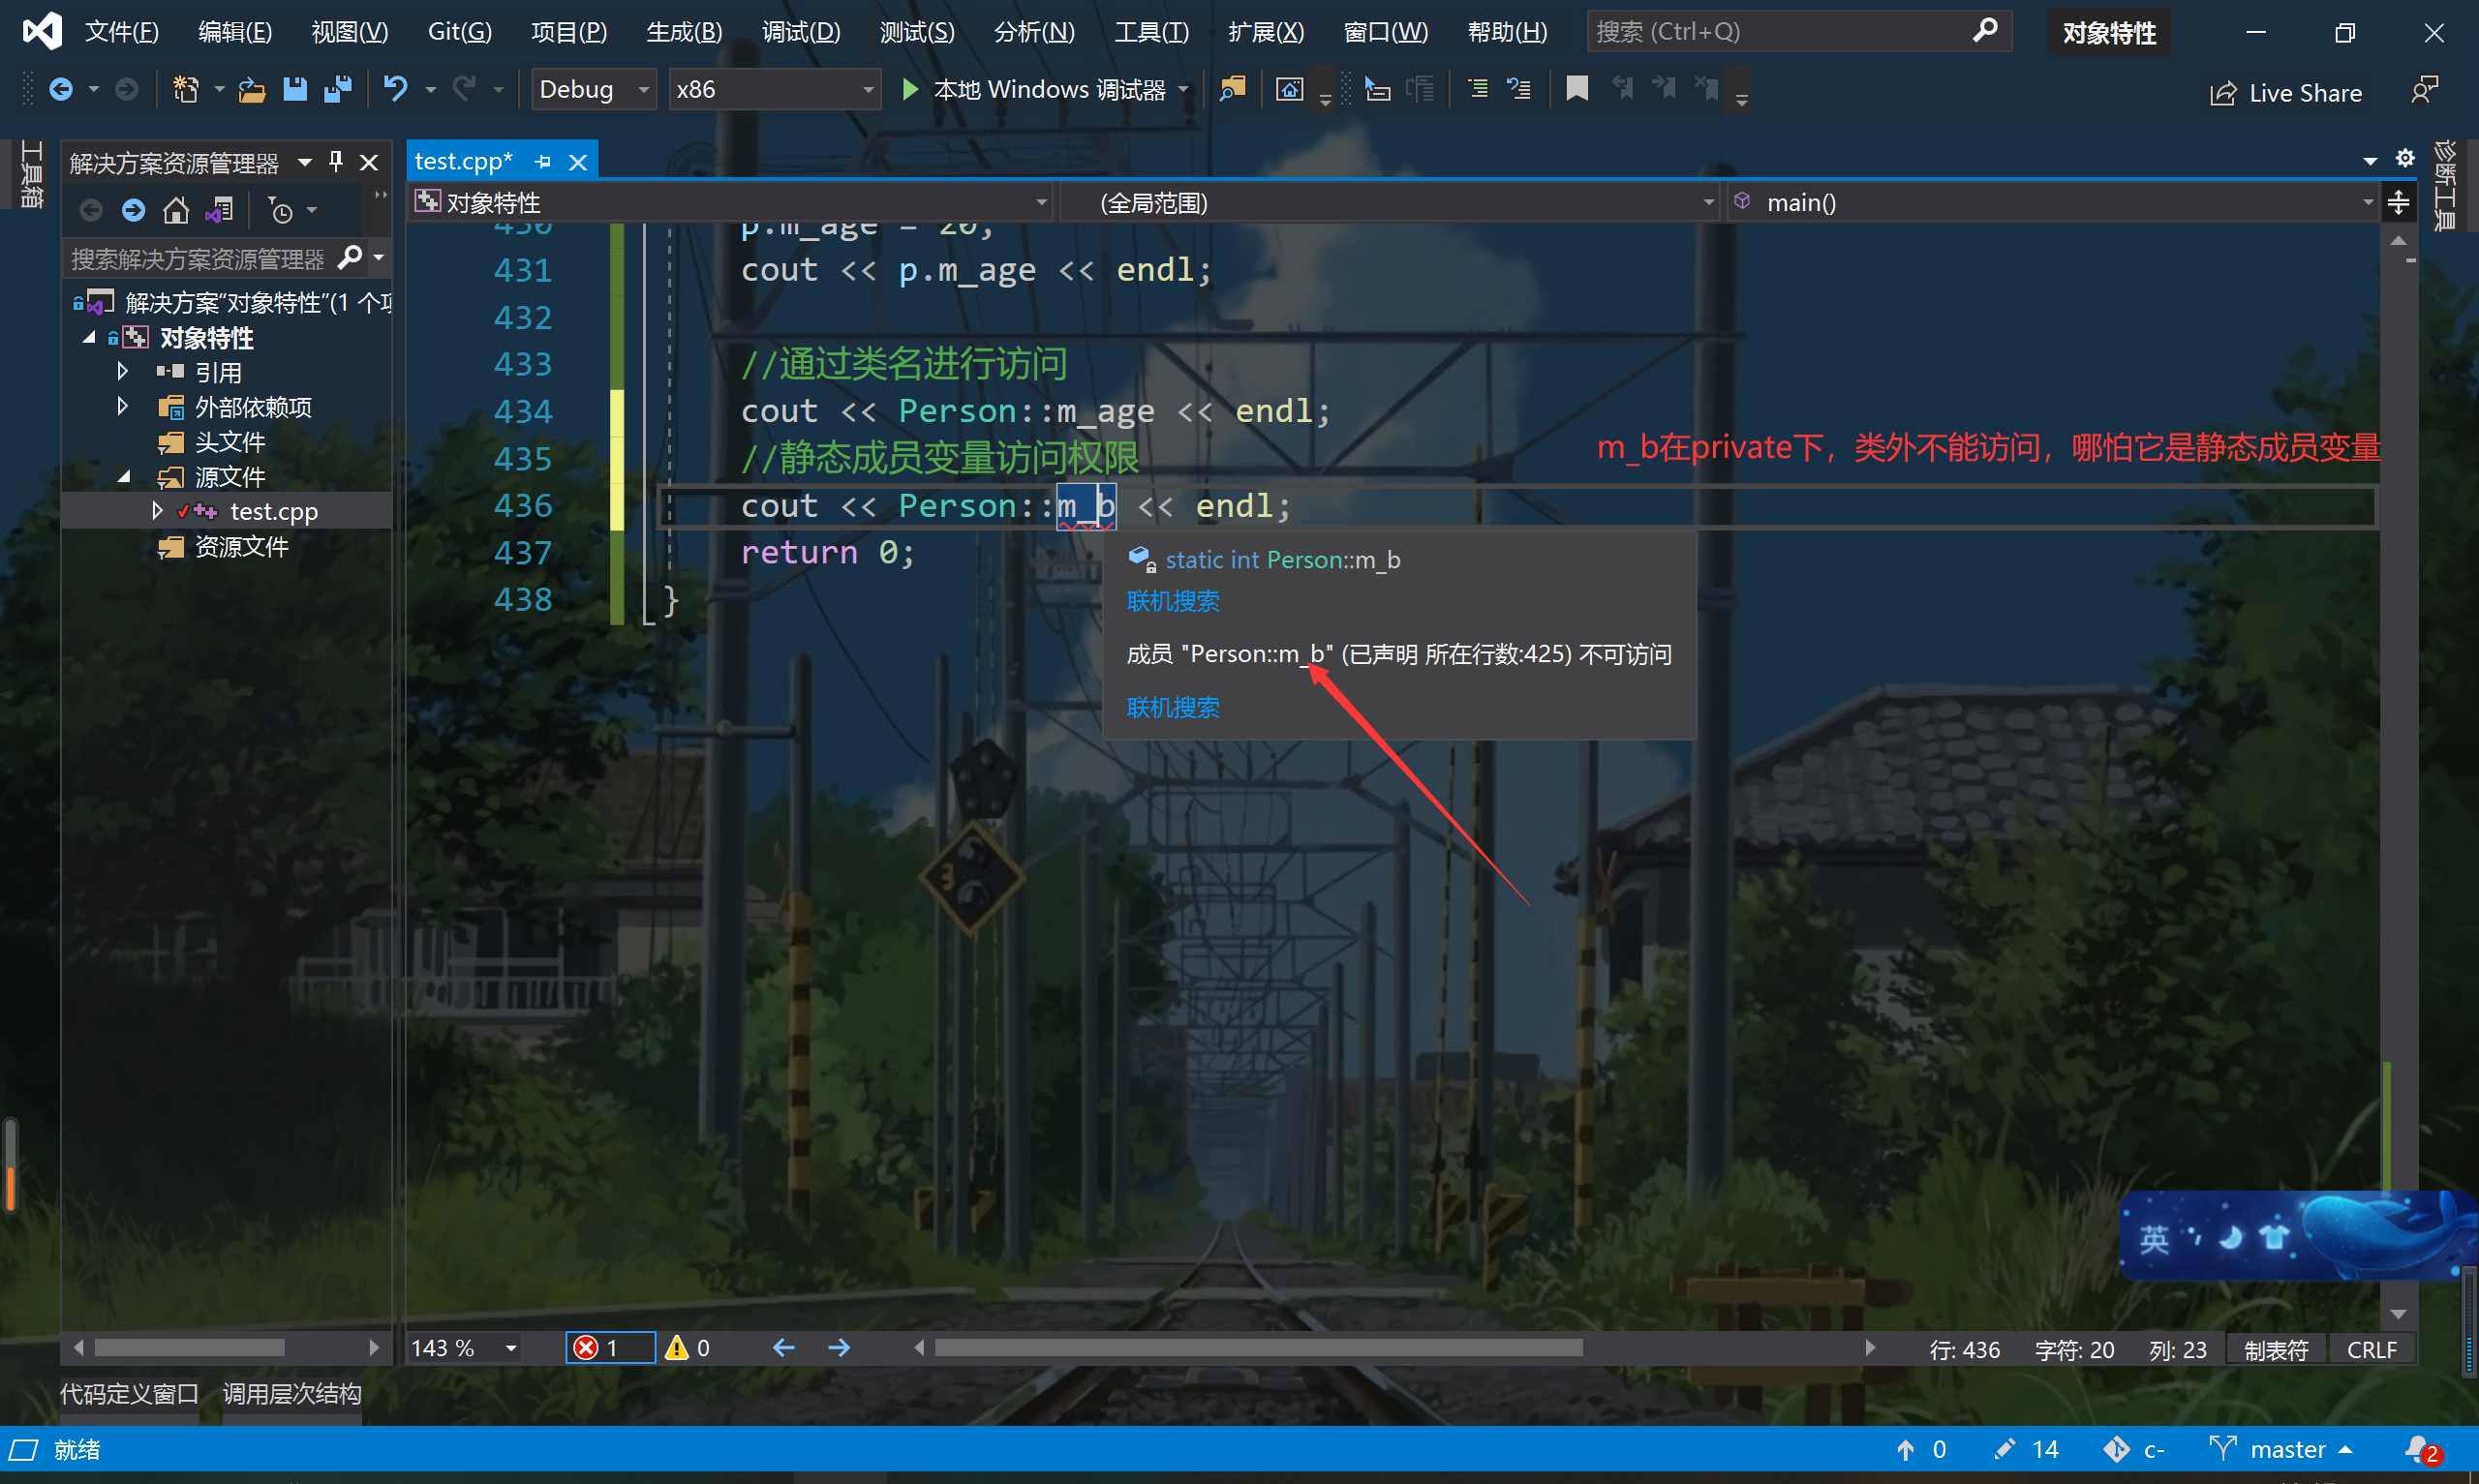 文件(F) 编辑(E) 视图(V) Git(G) 项目(P) 生成(B) 调试(D) 测试(S) 分析(N) 工具(T) 扩展(X) 窗口(W) 帮助(H) 搜索 (Ctrl+Q) 对象特性
Debug x86 本地 Windows 调试器 Live Share
工具箱
解决方案资源管理器
搜索解决方案资源管理器
解决方案“对象特性”(1 个项
对象特性
引用
外部依赖项
头文件
源文件
test.cpp
资源文件
test.cpp*
对象特性 (全局范围) main()
诊断工具
430 p.m_age = 20;
431 cout << p.m_age << endl;
432
433 //通过类名进行访问
434 cout << Person::m_age << endl;
435 //静态成员变量访问权限
m_b在private下，类外不能访问，哪怕它是静态成员变量
436 cout << Person::m_b << endl;
437 return 0;
438 }
static int Person::m_b
联机搜索
成员 "Person::m_b" (已声明 所在行数:425) 不可访问
联机搜索
3
英
143 % 1 0 行: 436 字符: 20 列: 23 制表符 CRLF
代码定义窗口 调用层次结构
就绪 0 14 c- master 2